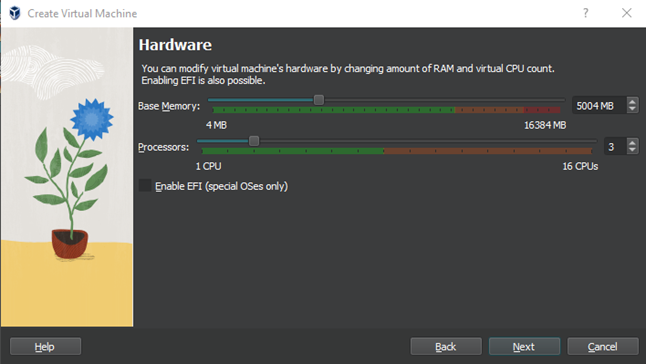 Create Virtual Machine
?
Hardware
You can modify virtual machine's hardware by changing amount of RAM and virtual CPU count.
Enabling EFI is also possible.
Base Memory:
5004 MB
4 MB
16384 MB
Processors:
3
1 CPU
16 CPUs
Enable EFI (special OSes only)
Help
Back
Next
Cancel